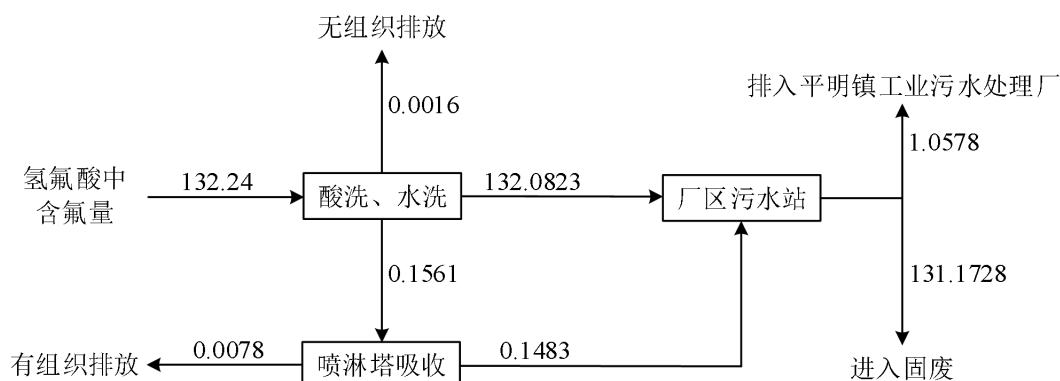 无组织排放
排入平明镇工业污水处理厂
0.0016
1.0578
氢氟酸中
含氟量
132.24
酸洗、水洗
132.0823
厂区污水站
0.1561
131.1728
有组织排放
0.0078
喷淋塔吸收
0.1483
进入固废